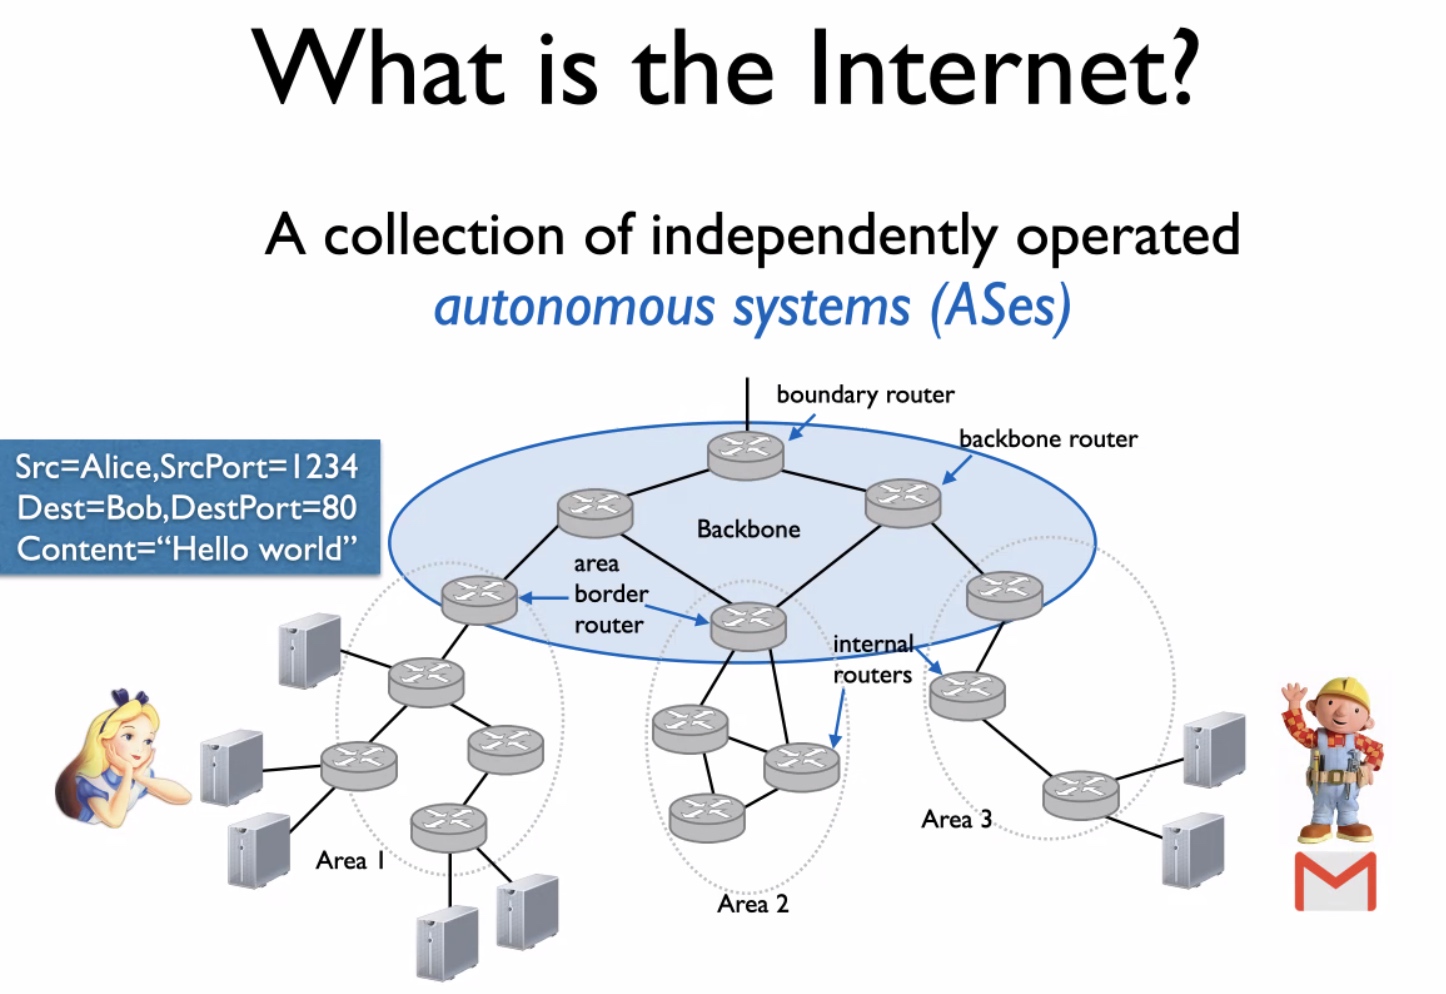 What is the Internet?
A collection of independently operated
autonomous systems (ASes)
boundary router
backbone router
Src=Alice,SrcPort=1234
Dest=Bob,DestPort=80
Content=“Hello world”
Backbone
area
border
router
internal
routers
Area 1
Area 2
Area 3